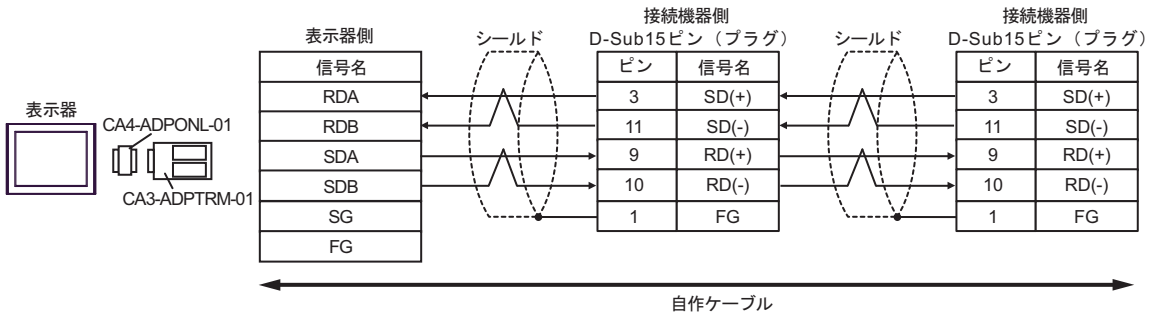 表示器
CA4-ADPONL-01
CA3-ADPTRM-01
表示器側
信号名
RDA
RDB
SDA
SDB
SG
FG
シールド
接続機器側
D-Sub15ピン（プラグ）
ピン 信号名
3 SD(+)
11 SD(-)
9 RD(+)
10 RD(-)
1 FG
シールド
接続機器側
D-Sub15ピン（プラグ）
ピン 信号名
3 SD(+)
11 SD(-)
9 RD(+)
10 RD(-)
1 FG
自作ケーブル